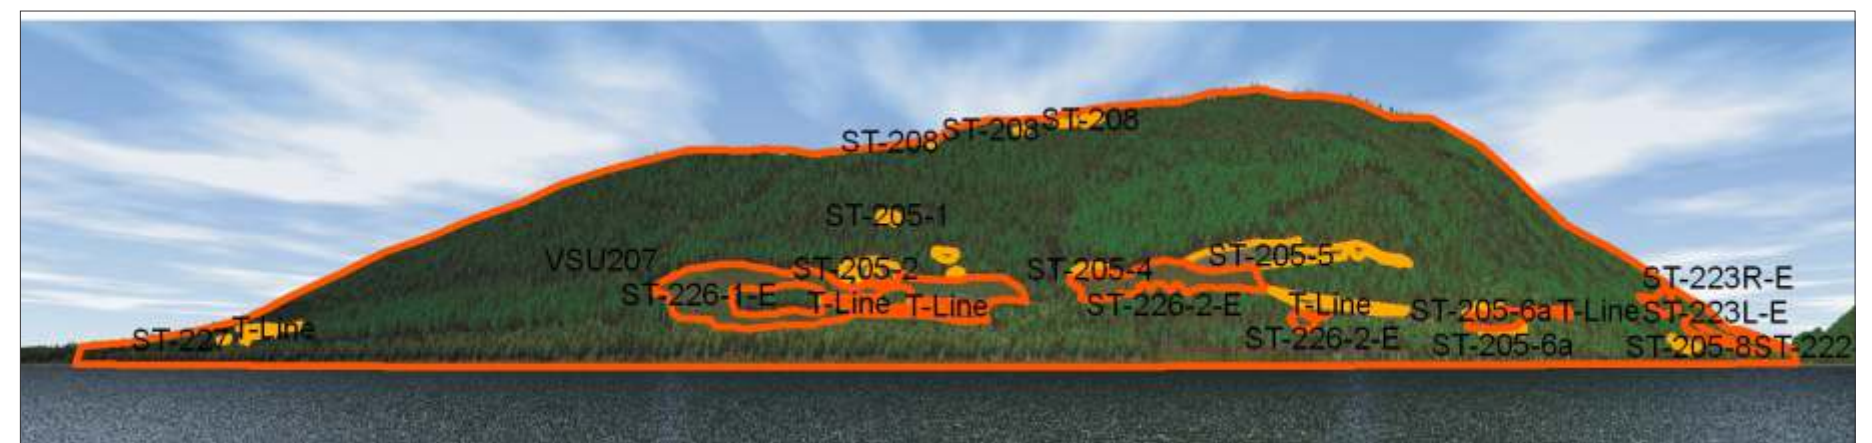 ST-208 ST-208 ST-208
ST-205-1
VSU207
ST-205-2
ST-205-4
ST-205-5
ST-226-1-E
T-Line T-Line
ST-226-2-E
T-Line
ST-205-6a T-Line
ST-223R-E
ST-223L-E
ST-227 T-Line
ST-226-2-E
ST-205-6a
ST-205-8 ST-222